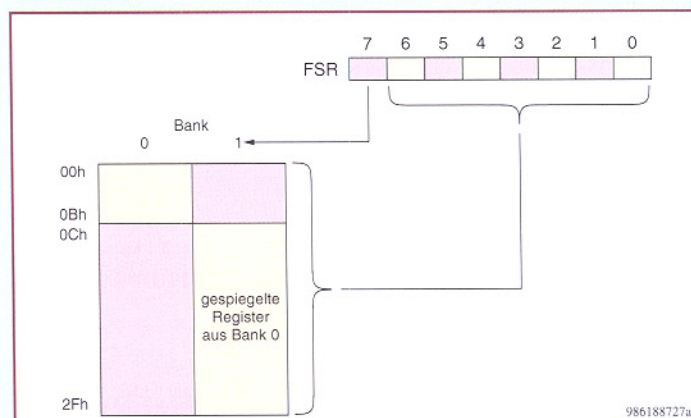 7 6 5 4 3 2 1 0
FSR
Bank
0 1
00h
0Bh
0Ch
gespiegelte
Register
aus Bank 0
2Fh
986188727a